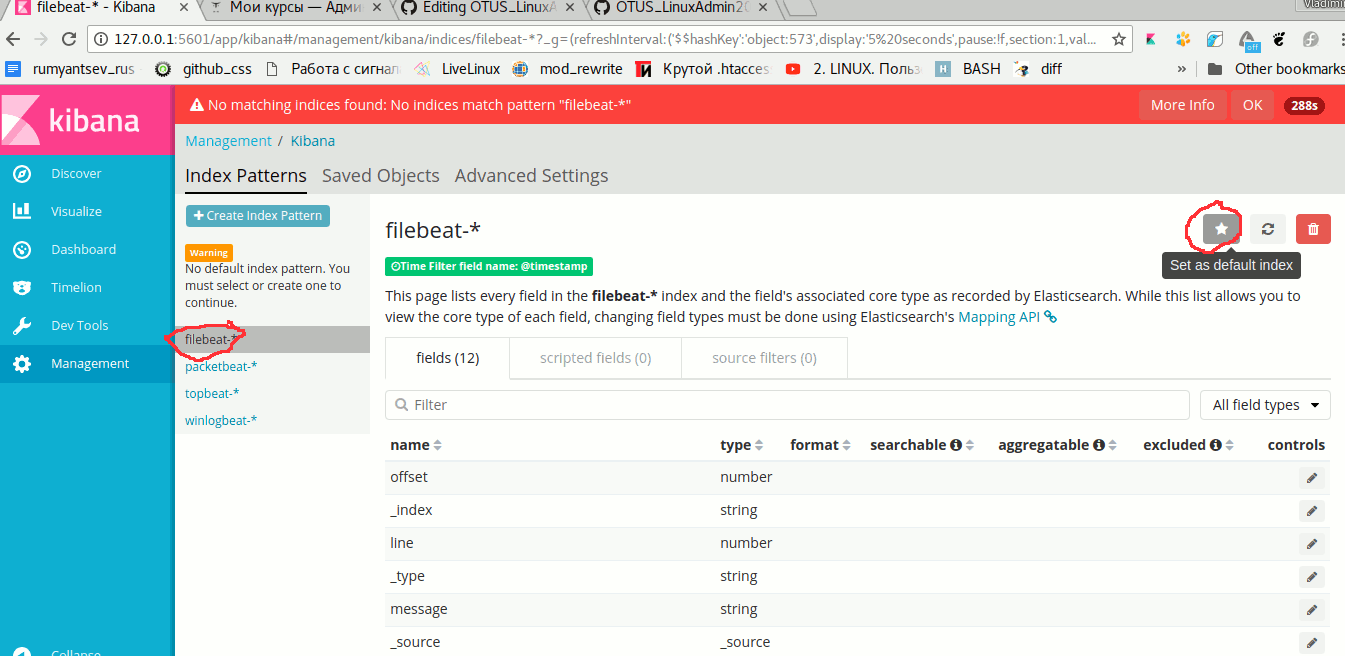 filebeat-* - Kibana
Мои курсы — Адми
Editing OTUS_LinuxA
OTUS_LinuxAdmin20
Vladimi
127.0.0.1:5601/app/kibana#/management/kibana/indices/filebeat-*?_g=(refreshInterval:('$$hashKey':'object:573',display:'5%20seconds',pause:!f,section:1,val...
off
rumyantsev_rus
github_css
Работа с сигнал
LiveLinux
mod_rewrite
Крутой .htacces
2. LINUX. Польз
H BASH
diff
»
Other bookmarks
kibana
No matching indices found: No indices match pattern "filebeat-*"
More Info
OK
288s
Management / Kibana
Index Patterns
Saved Objects
Advanced Settings
Discover
Visualize
Dashboard
Timelion
Dev Tools
Management
Collapse
+ Create Index Pattern
Warning
No default index pattern. You
must select or create one to
continue.
filebeat-*
packetbeat-*
topbeat-*
winlogbeat-*
filebeat-*
Set as default index
Time Filter field name: @timestamp
This page lists every field in the filebeat-* index and the field's associated core type as recorded by Elasticsearch. While this list allows you to
view the core type of each field, changing field types must be done using Elasticsearch's Mapping API
fields (12)
scripted fields (0)
source filters (0)
Filter
All field types
name type format searchable aggregatable excluded controls
offset number
_index string
line number
_type string
message string
_source _source